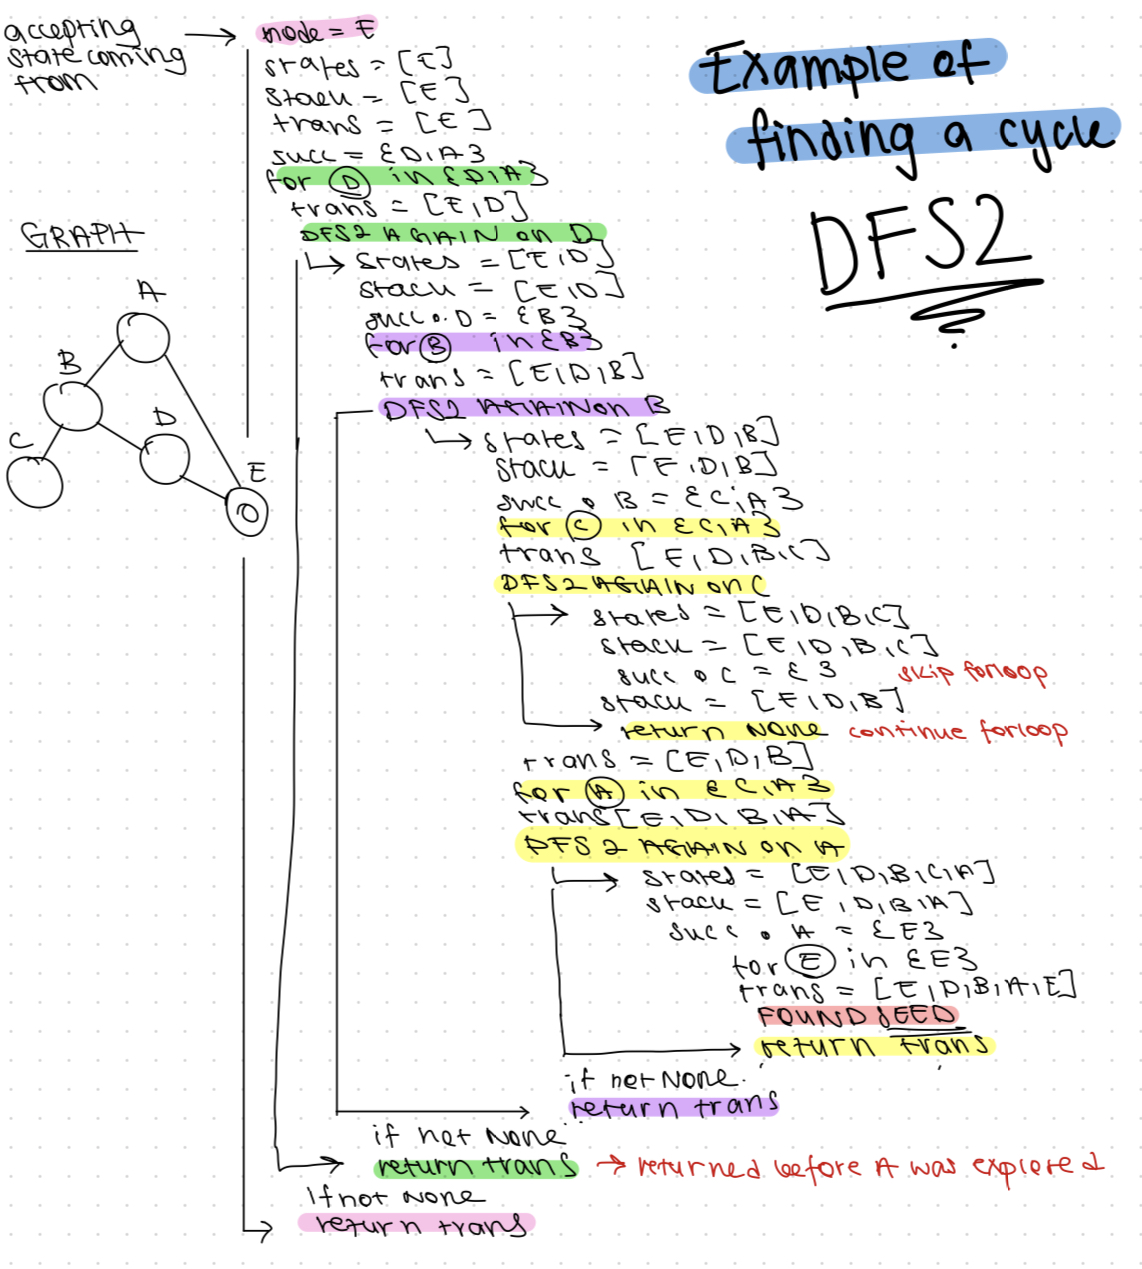 accepting
state coming
from
node = E
states = [E]
stack = [E]
trans = [E]
succ = {D,A}
for D in {D,A}
trans = [E,D]
DFS2 AGAIN on D
states = [E,D]
stack = [E,D]
succ . D = {B}
for B in {B}
trans = [E,D,B]
DFS2 AGAIN on B
states = [E,D,B]
stack = [E,D,B]
succ . B = {C,A}
for C in {C,A}
trans [E,D,B,C]
DFS2 AGAIN on C
states = [E,D,B,C]
stack = [E,D,B,C]
succ . C = { } skip forloop
stack = [E,D,B]
return None continue forloop
trans = [E,D,B]
for A in {C,A}
trans [E,D,B,A]
DFS2 AGAIN on A
states = [E,D,B,C,A]
stack = [E,D,B,A]
succ . A = {E}
for E in {E}
trans = [E,D,B,A,E]
FOUND SEED
return trans
if not None.
return trans
if not None
return trans → returned before A was explored
if not None
return trans
Example of
finding a cycle
DFS2
GRAPH
A
B
D
C
E